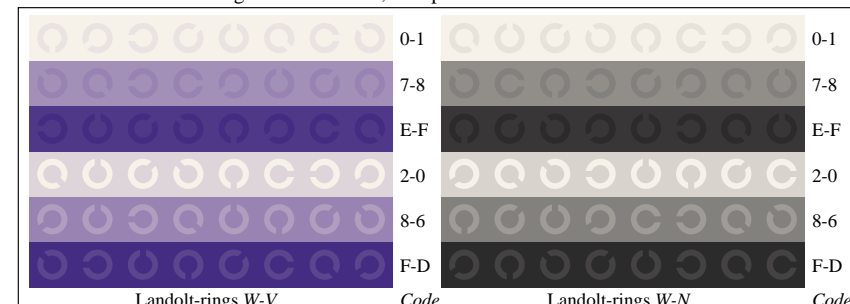 0-1 0-1
7-8 7-8
E-F E-F
2-0 2-0
8-6 8-6
F-D F-D
Landolt-rings W-V Code Landolt-rings W-N Code